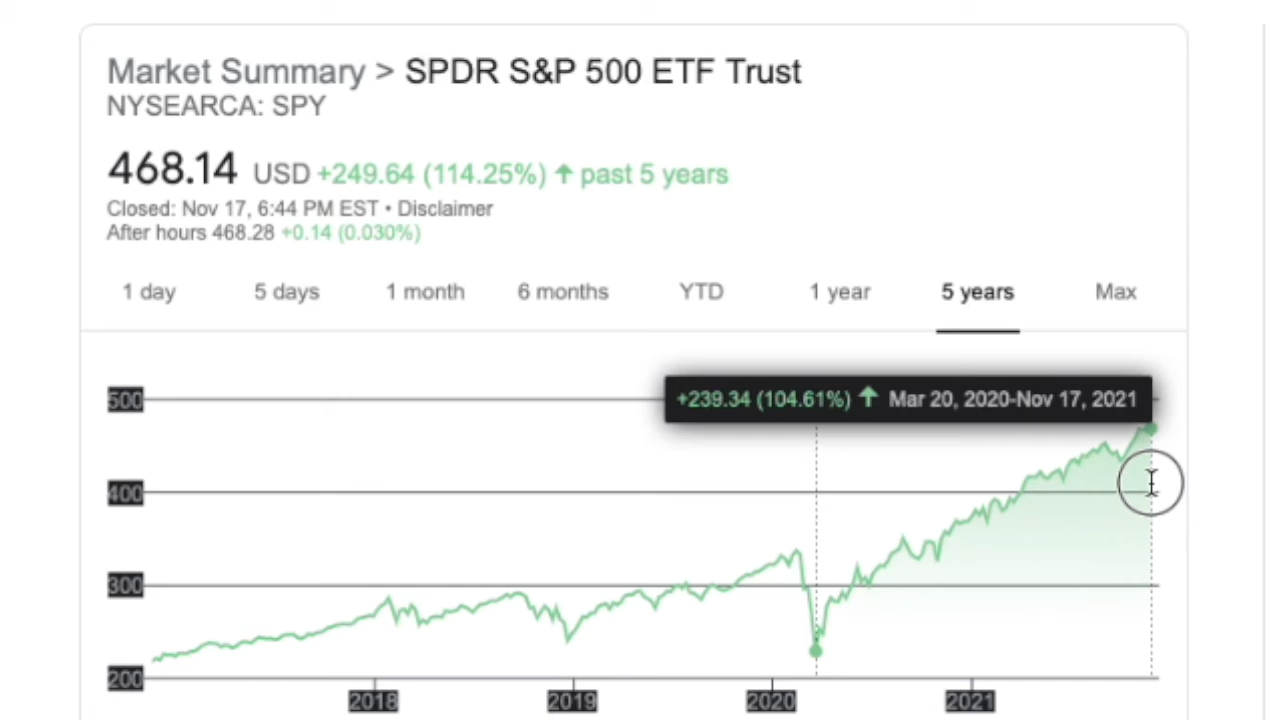 Market Summary > SPDR S&P 500 ETF Trust
NYSEARCA: SPY
468.14 USD +249.64 (114.25%) ↑ past 5 years
Closed: Nov 17, 6:44 PM EST • Disclaimer
After hours 468.28 +0.14 (0.030%)
1 day 5 days 1 month 6 months YTD 1 year 5 years Max
+239.34 (104.61%) ↑ Mar 20, 2020-Nov 17, 2021
500
400
300
200
2018 2019 2020 2021